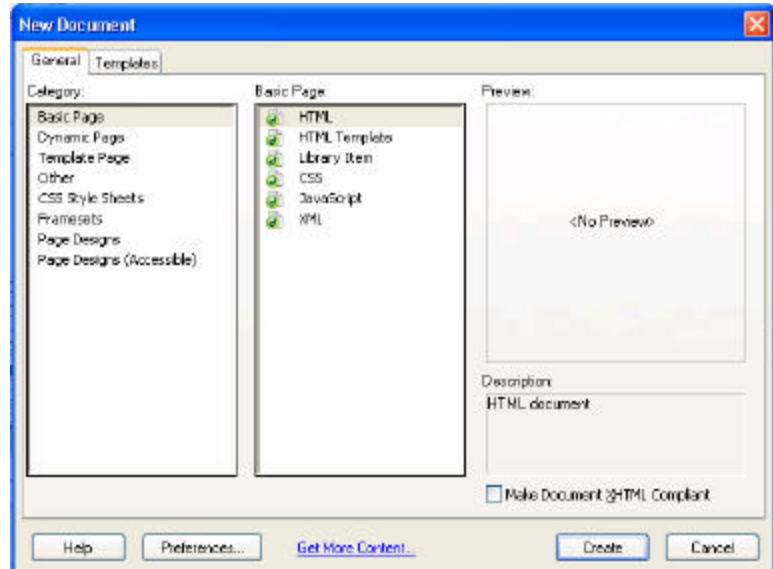 New Document
General
Templates
Category:
Basic Page
Dynamic Page
Template Page
Other
CSS Style Sheets
Framesets
Page Designs
Page Designs (Accessible)
Basic Page:
HTML
HTML Template
Library Item
CSS
JavaScript
XML
Preview:
<No Preview>
Description:
HTML document
Make Document XHTML Compliant
Help
Preferences...
Get More Content...
Create
Cancel